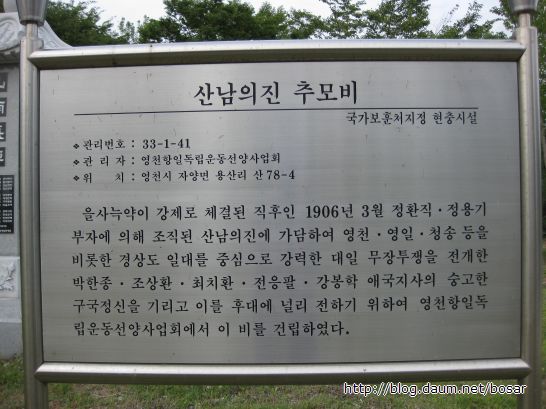 산남의진 추모비
국가보훈처지정 현충시설
❖ 관리번호 : 33-1-41
❖ 관 리 자 : 영천항일독립운동선양사업회
❖ 위    치 : 영천시 자양면 용산리 산 78-4
을사늑약이 강제로 체결된 직후인 1906년 3월 정환직·정용기
부자에 의해 조직된 산남의진에 가담하여 영천·영일·청송 등을
비롯한 경상도 일대를 중심으로 강력한 대일 무장투쟁을 전개한
박한종·조상환·최치환·전응팔·강봉학 애국지사의 숭고한
구국정신을 기리고 이를 후대에 널리 전하기 위하여 영천항일독
립운동선양사업회에서 이 비를 건립하였다.
http://blog.daum.net/bosar